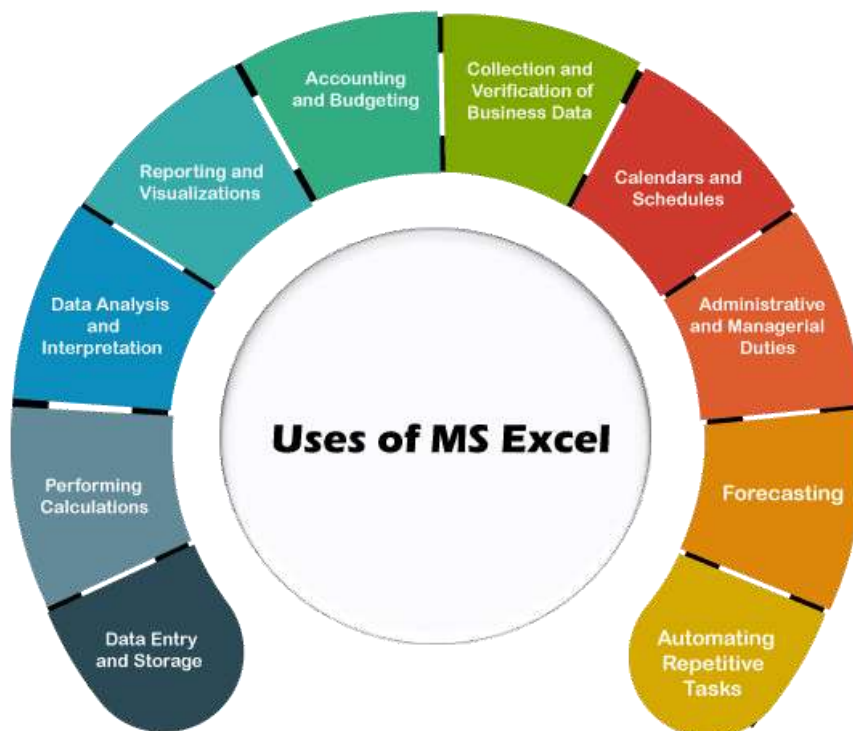 Data Entry
and Storage
Performing
Calculations
Data Analysis
and
Interpretation
Reporting and
Visualizations
Accounting
and Budgeting
Collection and
Verification of
Business Data
Calendars and
Schedules
Administrative
and Managerial
Duties
Forecasting
Automating
Repetitive
Tasks
Uses of MS Excel